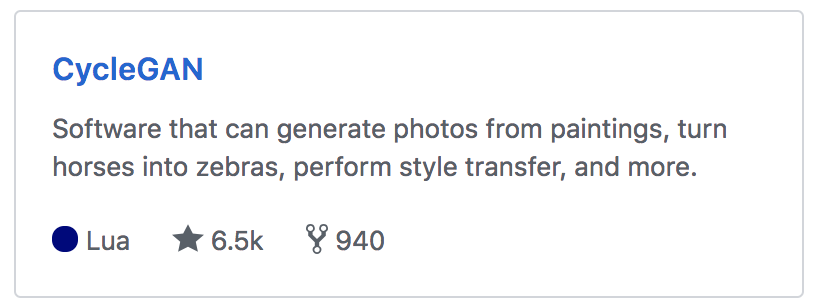 CycleGAN
Software that can generate photos from paintings, turn
horses into zebras, perform style transfer, and more.
Lua 6.5k 940